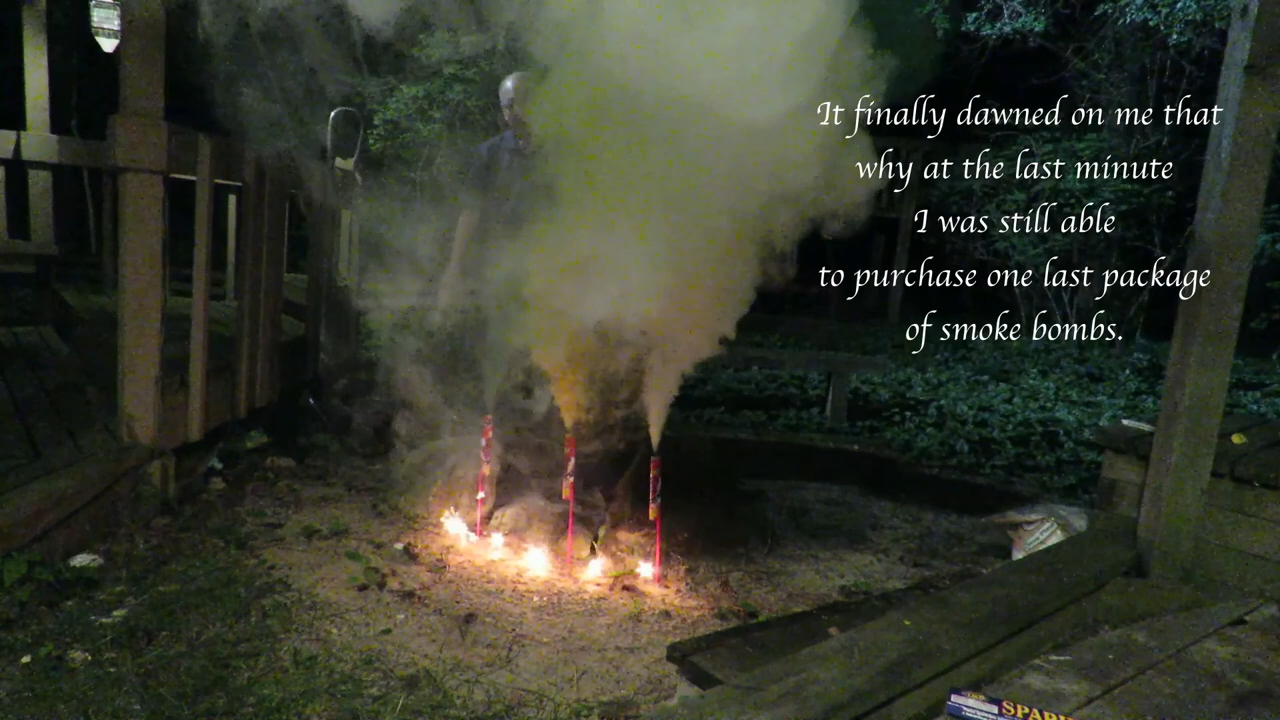 It finally dawned on me that
why at the last minute
I was still able
to purchase one last package
of smoke bombs.